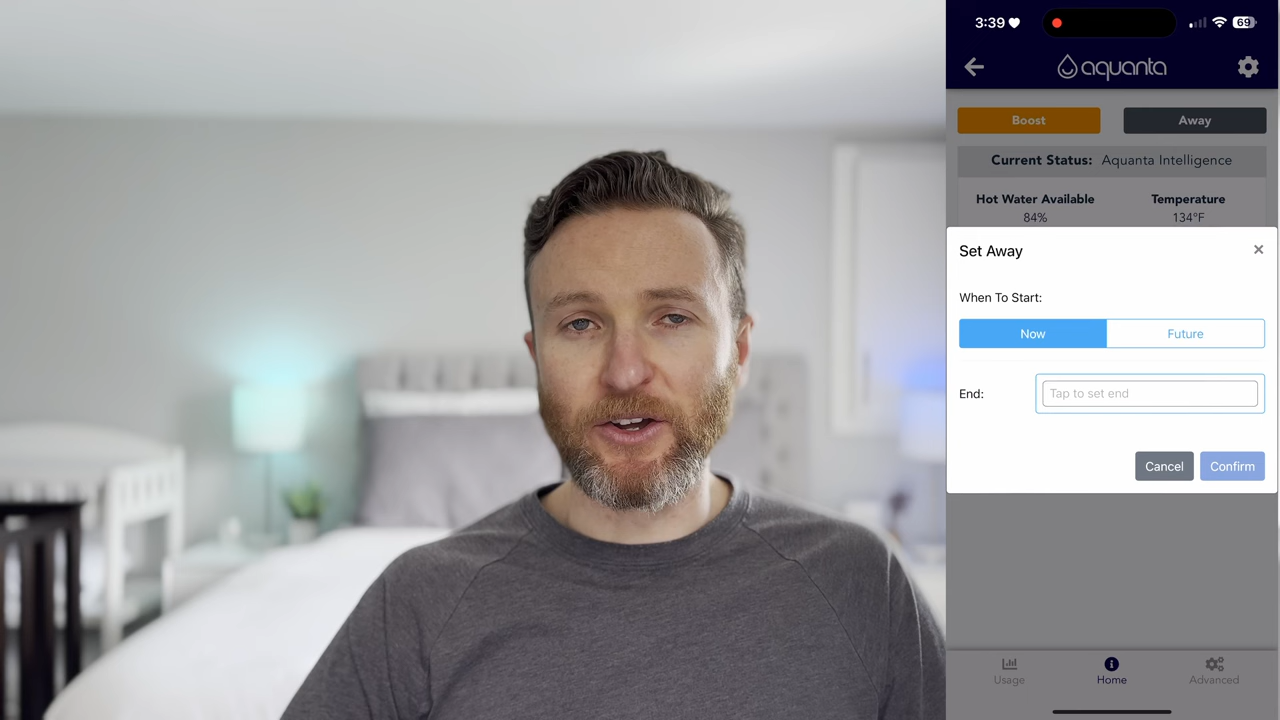 3:39
69
aquanta
Boost
Away
Current Status: Aquanta Intelligence
Hot Water Available
Temperature
84%
134°F
Set Away
When To Start:
Now
Future
End:
Tap to set end
Cancel
Confirm
Usage
Home
Advanced